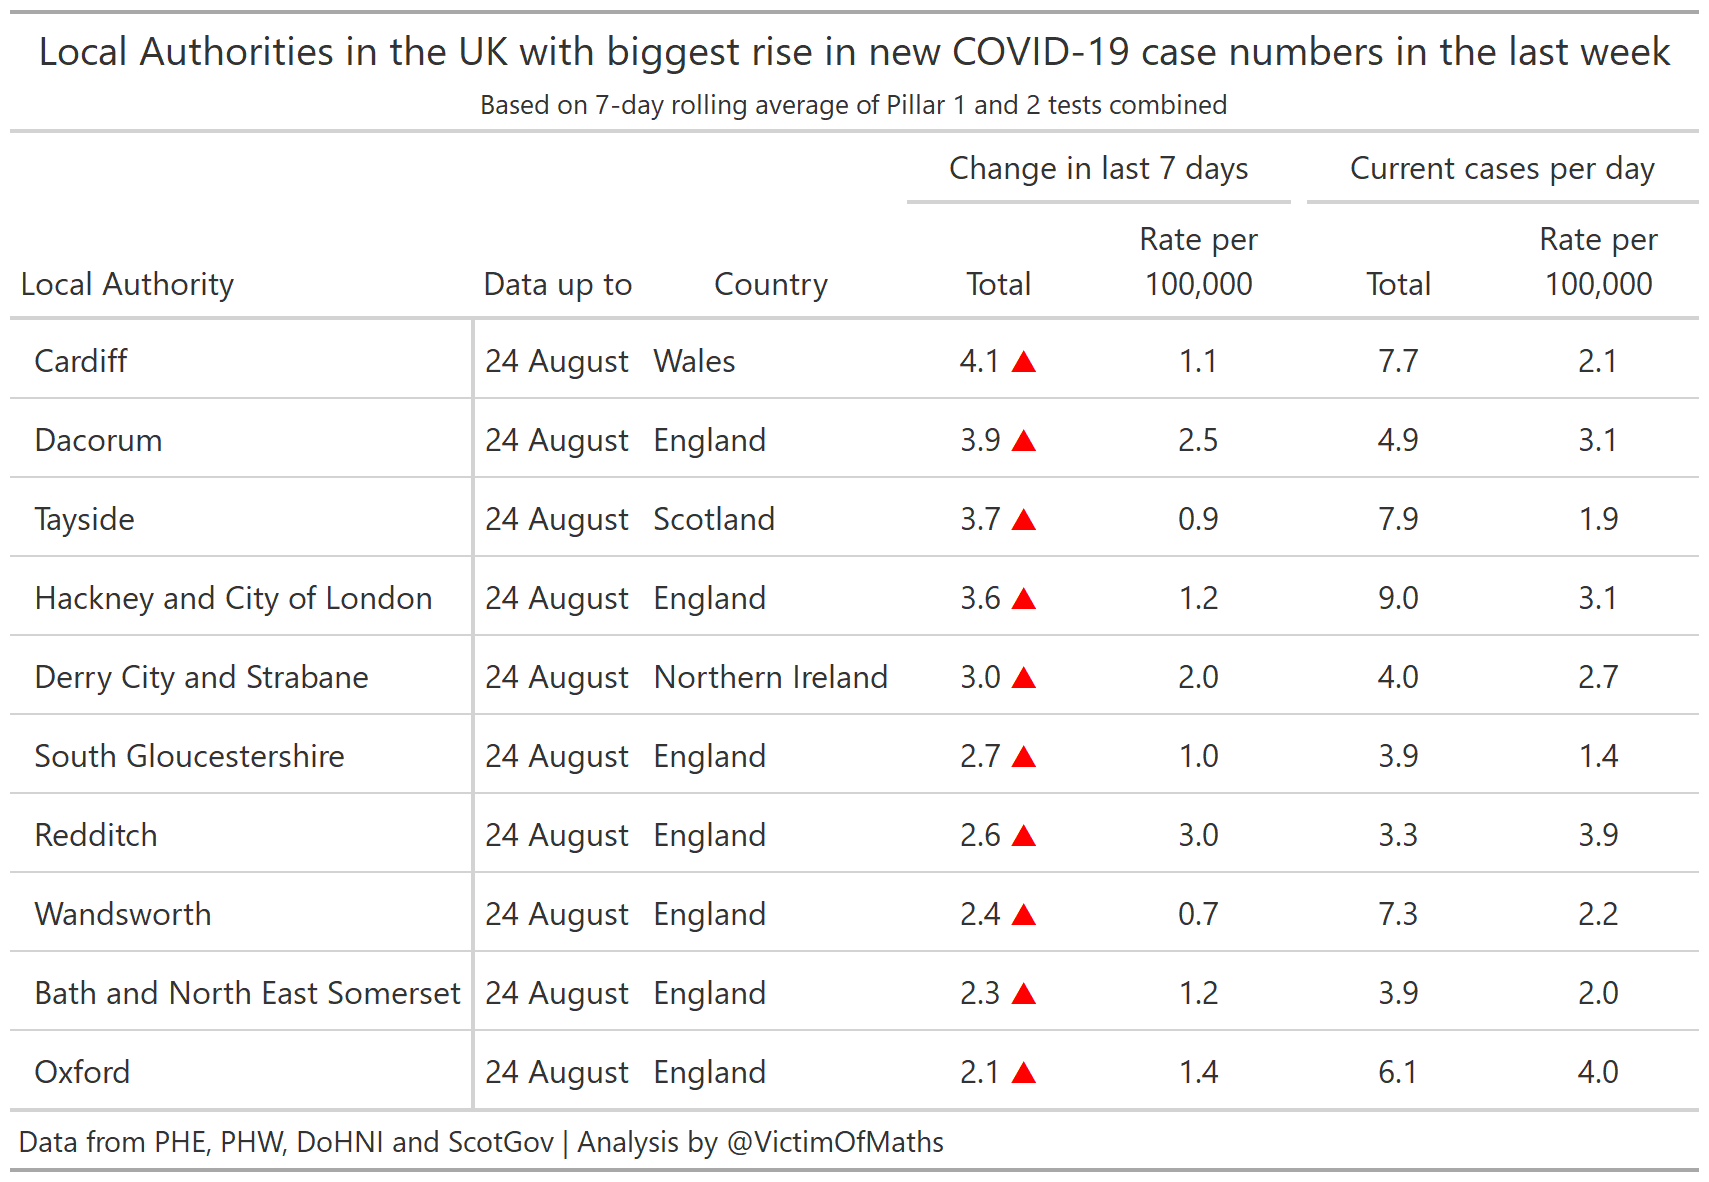 Local Authorities in the UK with biggest rise in new COVID-19 case numbers in the last week
Based on 7-day rolling average of Pillar 1 and 2 tests combined
Change in last 7 days Current cases per day
Local Authority Data up to Country Total Rate per 100,000 Total Rate per 100,000
Cardiff 24 August Wales 4.1 ▲ 1.1 7.7 2.1
Dacorum 24 August England 3.9 ▲ 2.5 4.9 3.1
Tayside 24 August Scotland 3.7 ▲ 0.9 7.9 1.9
Hackney and City of London 24 August England 3.6 ▲ 1.2 9.0 3.1
Derry City and Strabane 24 August Northern Ireland 3.0 ▲ 2.0 4.0 2.7
South Gloucestershire 24 August England 2.7 ▲ 1.0 3.9 1.4
Redditch 24 August England 2.6 ▲ 3.0 3.3 3.9
Wandsworth 24 August England 2.4 ▲ 0.7 7.3 2.2
Bath and North East Somerset 24 August England 2.3 ▲ 1.2 3.9 2.0
Oxford 24 August England 2.1 ▲ 1.4 6.1 4.0
Data from PHE, PHW, DoHNI and ScotGov | Analysis by @VictimOfMaths